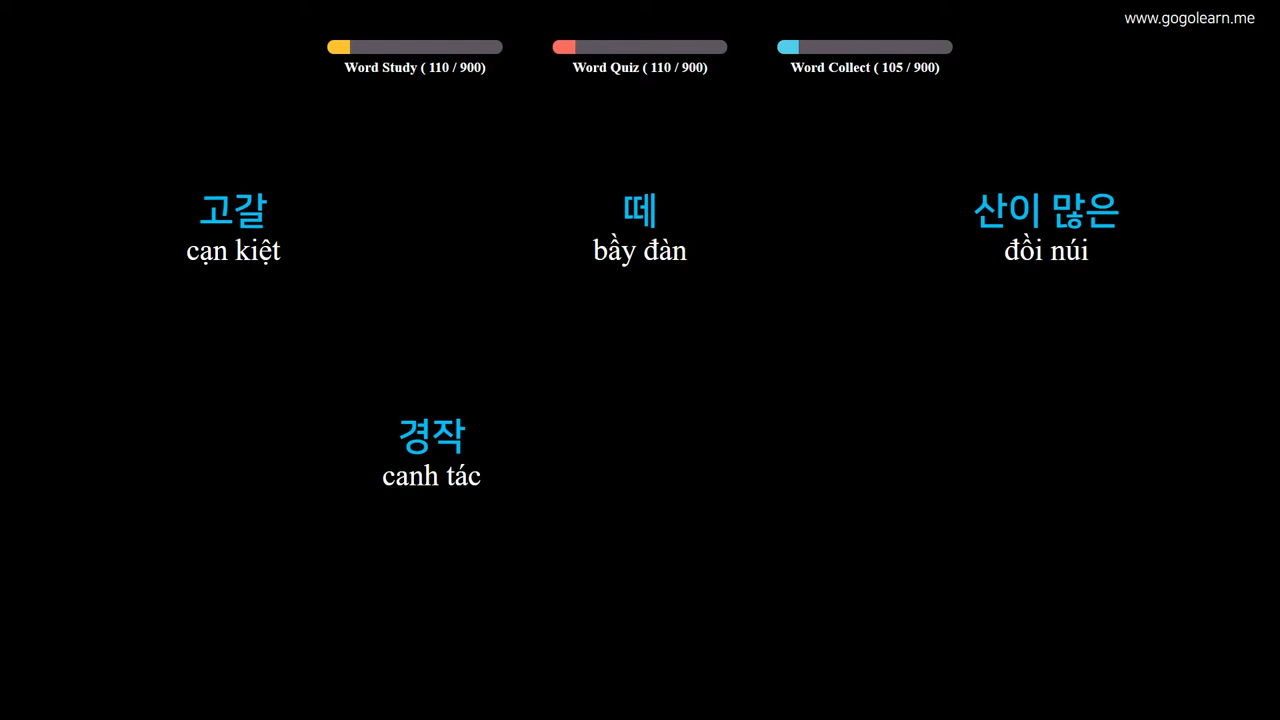 www.gogolearn.me
Word Study ( 110 / 900)
Word Quiz ( 110 / 900)
Word Collect ( 105 / 900)
고갈
cạn kiệt
떼
bầy đàn
산이 많은
đồi núi
경작
canh tác